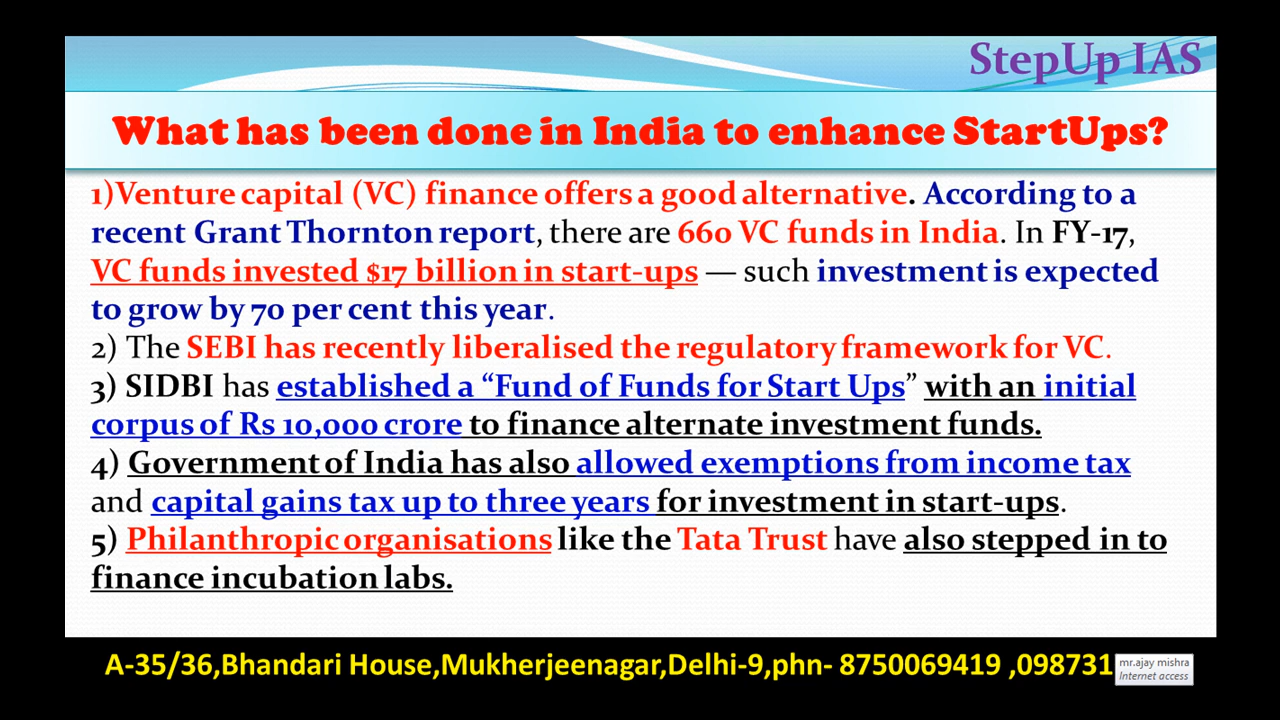 StepUp IAS
What has been done in India to enhance StartUps?
1)Venture capital (VC) finance offers a good alternative. According to a
recent Grant Thornton report, there are 660 VC funds in India. In FY-17,
VC funds invested $17 billion in start-ups — such investment is expected
to grow by 70 per cent this year.
2) The SEBI has recently liberalised the regulatory framework for VC.
3) SIDBI has established a “Fund of Funds for Start Ups” with an initial
corpus of Rs 10,000 crore to finance alternate investment funds.
4) Government of India has also allowed exemptions from income tax
and capital gains tax up to three years for investment in start-ups.
5) Philanthropic organisations like the Tata Trust have also stepped in to
finance incubation labs.
A-35/36,Bhandari House,Mukherjeenagar,Delhi-9,phn- 8750069419 ,098731
mr.ajay mishra
Internet access